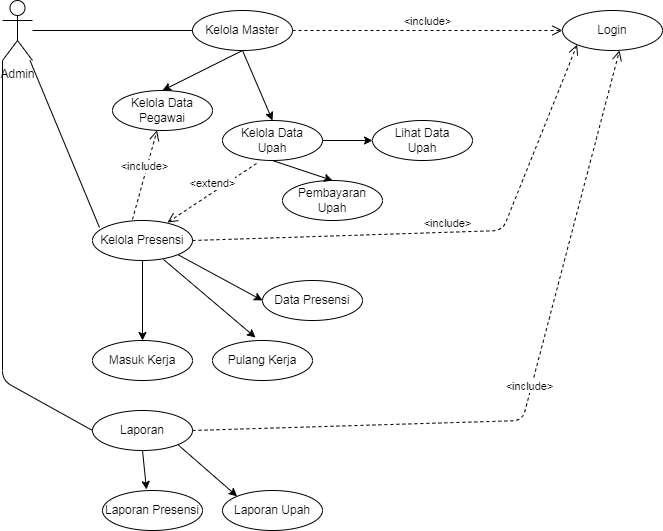 Kelola Master
<include>
Login
Admin
Kelola Data
Pegawai
Kelola Data
Upah
Lihat Data
Upah
<include>
<extend>
Pembayaran
Upah
Kelola Presensi
<include>
Data Presensi
Masuk Kerja
Pulang Kerja
<include>
Laporan
Laporan Presensi
Laporan Upah